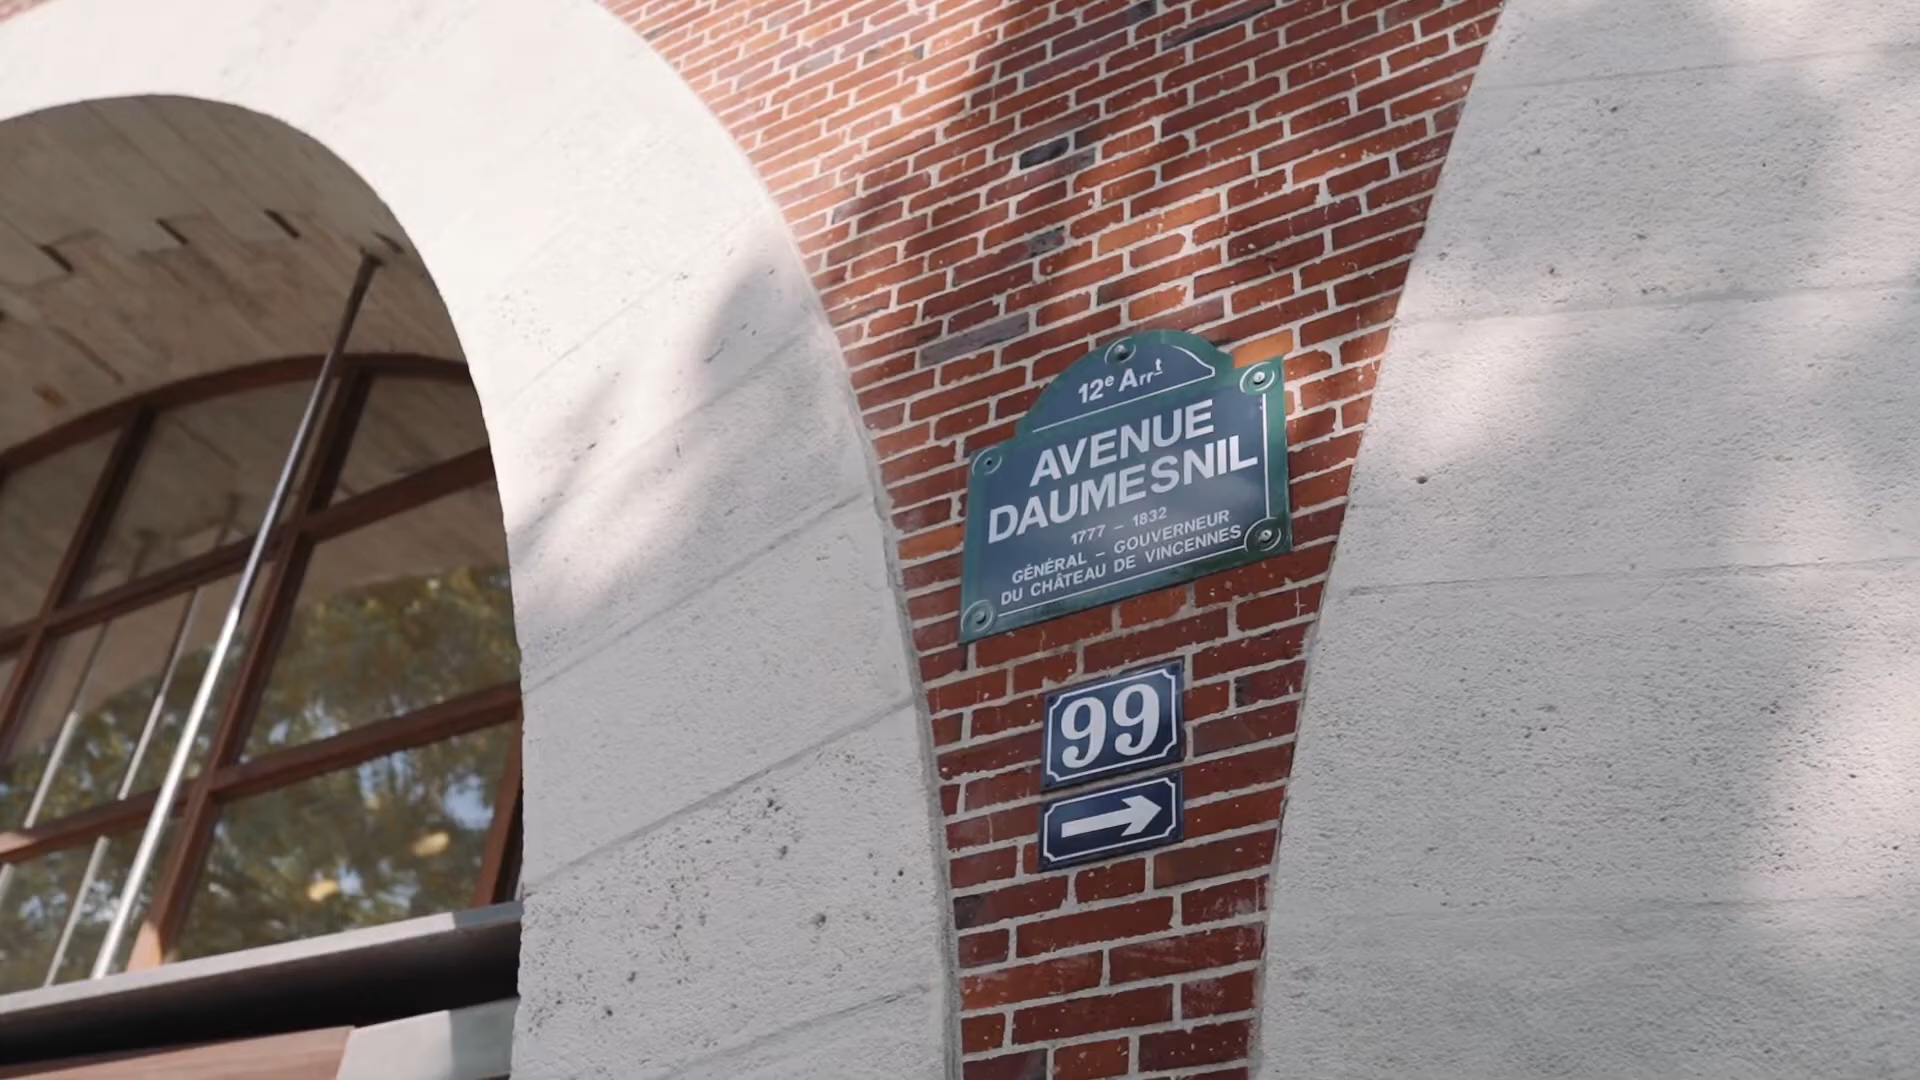 12e Arrt
AVENUE
DAUMESNIL
1777 – 1832
GÉNÉRAL – GOUVERNEUR
DU CHÂTEAU DE VINCENNES
99